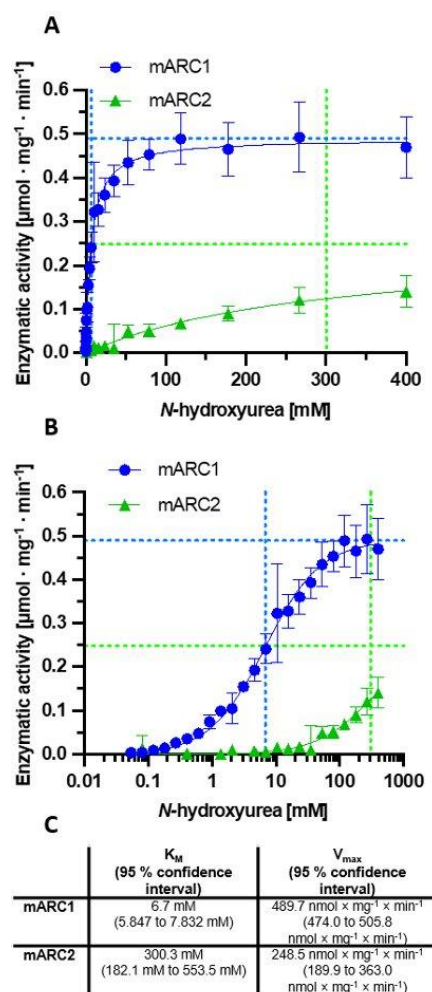 A
mARC1
mARC2
Enzymatic activity [µmol · mg⁻¹ · min⁻¹]
0.6
0.5
0.4
0.3
0.2
0.1
0.0
0 100 200 300 400
N-hydroxyurea [mM]
B
mARC1
mARC2
Enzymatic activity [µmol · mg⁻¹ · min⁻¹]
0.6
0.5
0.4
0.3
0.2
0.1
0.0
0.01 0.1 1 10 100 1000
N-hydroxyurea [mM]
C
K_M V_max
(95 % confidence (95 % confidence
interval) interval)
mARC1 6.7 mM 489.7 nmol × mg⁻¹ × min⁻¹
(5.847 to 7.832 mM) (474.0 to 505.8
nmol × mg⁻¹ × min⁻¹)
mARC2 300.3 mM 248.5 nmol × mg⁻¹ × min⁻¹
(182.1 mM to 553.5 mM) (189.9 to 363.0
nmol × mg⁻¹ × min⁻¹)